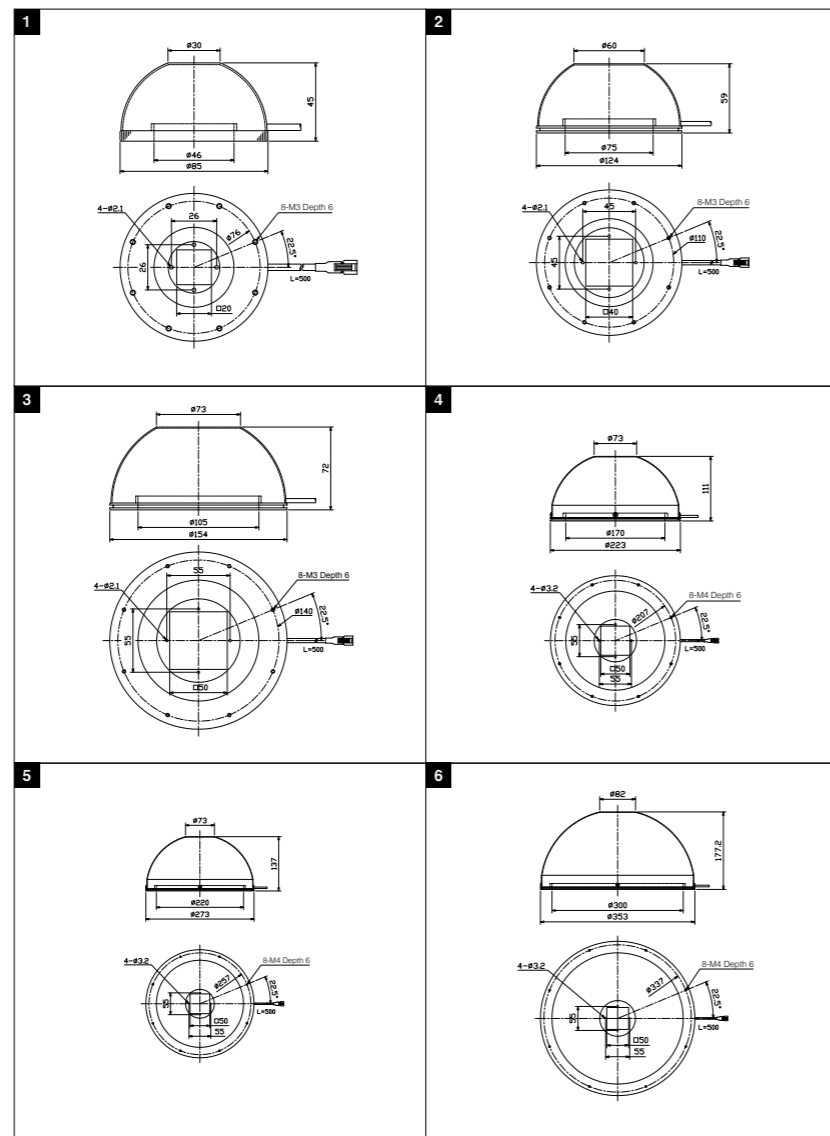 1
ø30
45
ø46
ø85
4-ø2.1
26
ø76
8-M3 Depth 6
22.5°
26
L=500
□20
2
ø60
59
ø75
ø124
4-ø2.1
45
8-M3 Depth 6
ø110
22.5°
45
L=500
□40
3
ø73
72
ø105
ø154
4-ø2.1
55
8-M3 Depth 6
ø140
22.5°
55
L=500
□50
4
ø73
111
ø170
ø223
4-ø3.2
ø207
8-M4 Depth 6
22.5°
55
L=500
□50
55
5
ø73
137
ø220
ø273
4-ø3.2
ø257
8-M4 Depth 6
22.5°
55
L=500
□50
55
6
ø82
177.2
ø300
ø353
4-ø3.2
ø337
8-M4 Depth 6
22.5°
55
L=500
□50
55